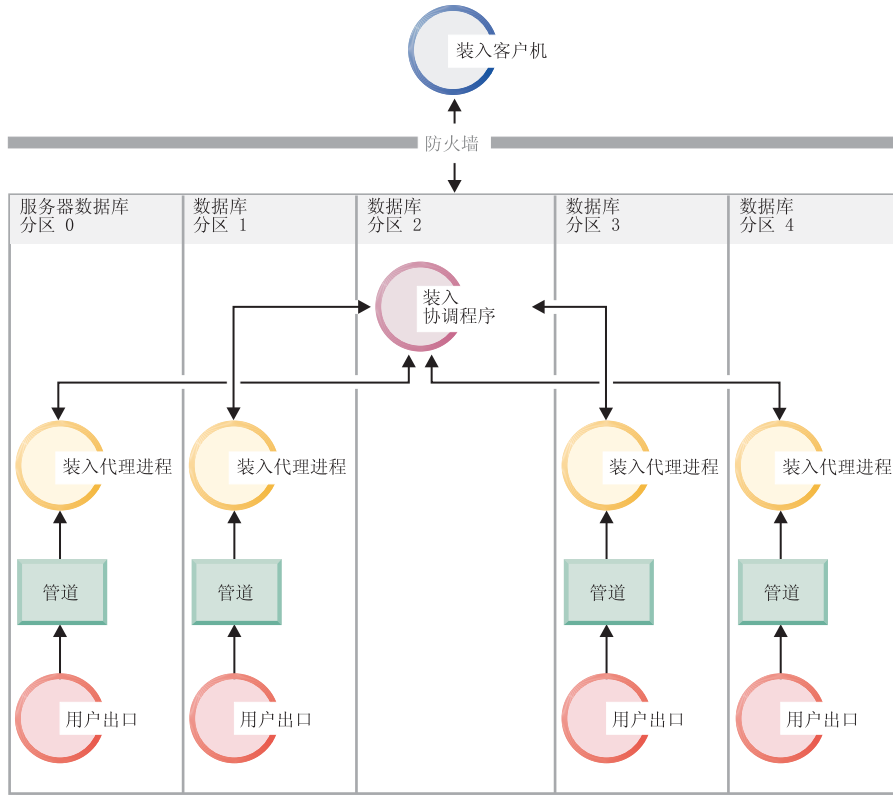 装入客户机
防火墙
服务器数据库
分区 0
数据库
分区 1
数据库
分区 2
数据库
分区 3
数据库
分区 4
装入
协调程序
装入代理进程
装入代理进程
装入代理进程
装入代理进程
管道
管道
管道
管道
用户出口
用户出口
用户出口
用户出口